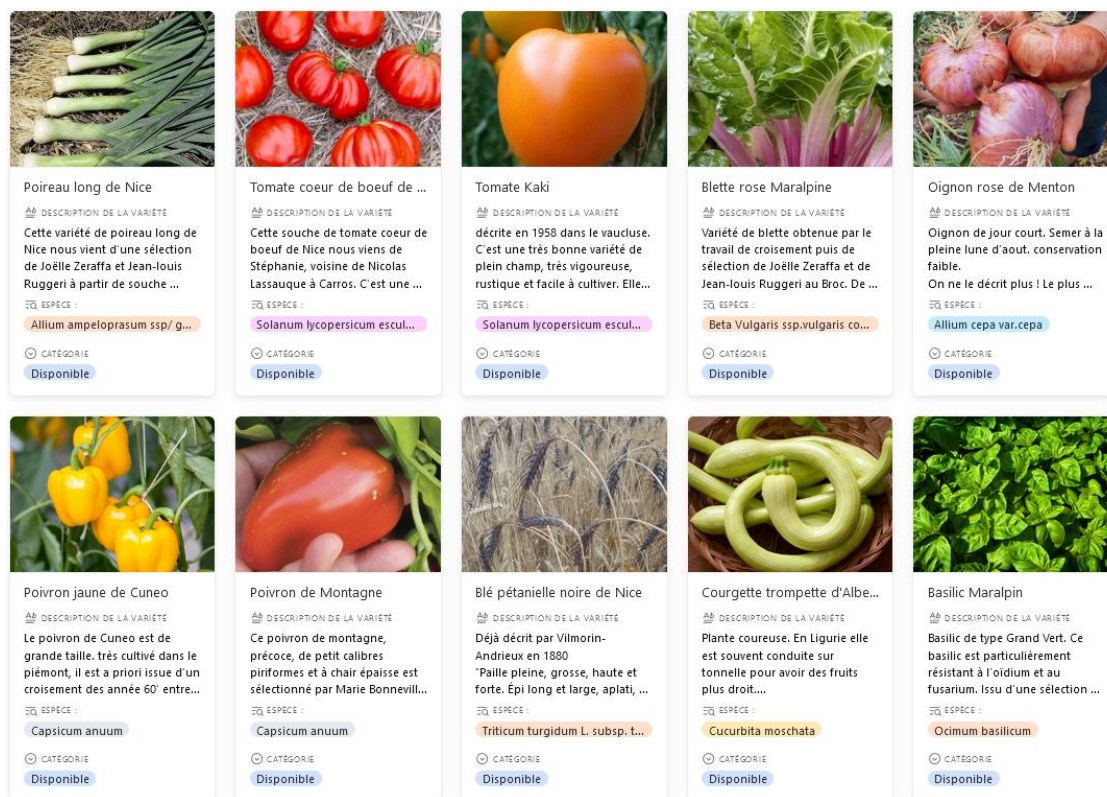 Poireau long de Nice
DESCRIPTION DE LA VARIÉTÉ
Cette variété de poireau long de
Nice nous vient d'une sélection
de Joëlle Zeraffa et Jean-louis
Ruggeri à partir de souche ...
ESPÈCE :
Allium ampeloprasum ssp/ g...
CATÉGORIE
Disponible
Tomate coeur de boeuf de ...
DESCRIPTION DE LA VARIÉTÉ
Cette souche de tomate coeur de
boeuf de Nice nous viens de
Stéphanie, voisine de Nicolas
Lassauque à Carros. C'est une ...
ESPÈCE :
Solanum lycopersicum escul...
CATÉGORIE
Disponible
Tomate Kaki
DESCRIPTION DE LA VARIÉTÉ
décrite en 1958 dans le vaucluse.
C'est une très bonne variété de
plein champ, très vigoureuse,
rustique et facile à cultiver. Elle...
ESPÈCE :
Solanum lycopersicum escul...
CATÉGORIE
Disponible
Blette rose Maralpine
DESCRIPTION DE LA VARIÉTÉ
Variété de blette obtenue par le
travail de croisement puis de
sélection de Joëlle Zeraffa et de
Jean-louis Ruggeri au Broc. De ...
ESPÈCE :
Beta Vulgaris ssp.vulgaris co...
CATÉGORIE
Disponible
Oignon rose de Menton
DESCRIPTION DE LA VARIÉTÉ
Oignon de jour court. Semer à la
pleine lune d'aout. conservation
faible.
On ne le décrit plus ! Le plus ...
ESPÈCE :
Allium cepa var.cepa
CATÉGORIE
Disponible
Poivron jaune de Cuneo
DESCRIPTION DE LA VARIÉTÉ
Le poivron de Cuneo est de
grande taille. très cultivé dans le
piémont, il est a priori issue d'un
croisement des année 60' entre...
ESPÈCE :
Capsicum anuum
CATÉGORIE
Disponible
Poivron de Montagne
DESCRIPTION DE LA VARIÉTÉ
Ce poivron de montagne,
précoce, de petit calibres
piriformes et à chair épaisse est
sélectionné par Marie Bonnevill...
ESPÈCE :
Capsicum anuum
CATÉGORIE
Disponible
Blé pétanielle noire de Nice
DESCRIPTION DE LA VARIÉTÉ
Déjà décrit par Vilmorin-
Andrieux en 1880
"Paille pleine, grosse, haute et
forte. Épi long et large, aplati, ...
ESPÈCE :
Triticum turgidum L. subsp. t...
CATÉGORIE
Disponible
Courgette trompette d'Albe...
DESCRIPTION DE LA VARIÉTÉ
Plante coureuse. En Ligurie elle
est souvent conduite sur
tonnelle pour avoir des fruits
plus droit....
ESPÈCE :
Cucurbita moschata
CATÉGORIE
Disponible
Basilic Maralpin
DESCRIPTION DE LA VARIÉTÉ
Basilic de type Grand Vert. Ce
basilic est particulièrement
résistant à l'oïdium et au
fusarium. Issu d'une sélection ...
ESPÈCE :
Ocimum basilicum
CATÉGORIE
Disponible